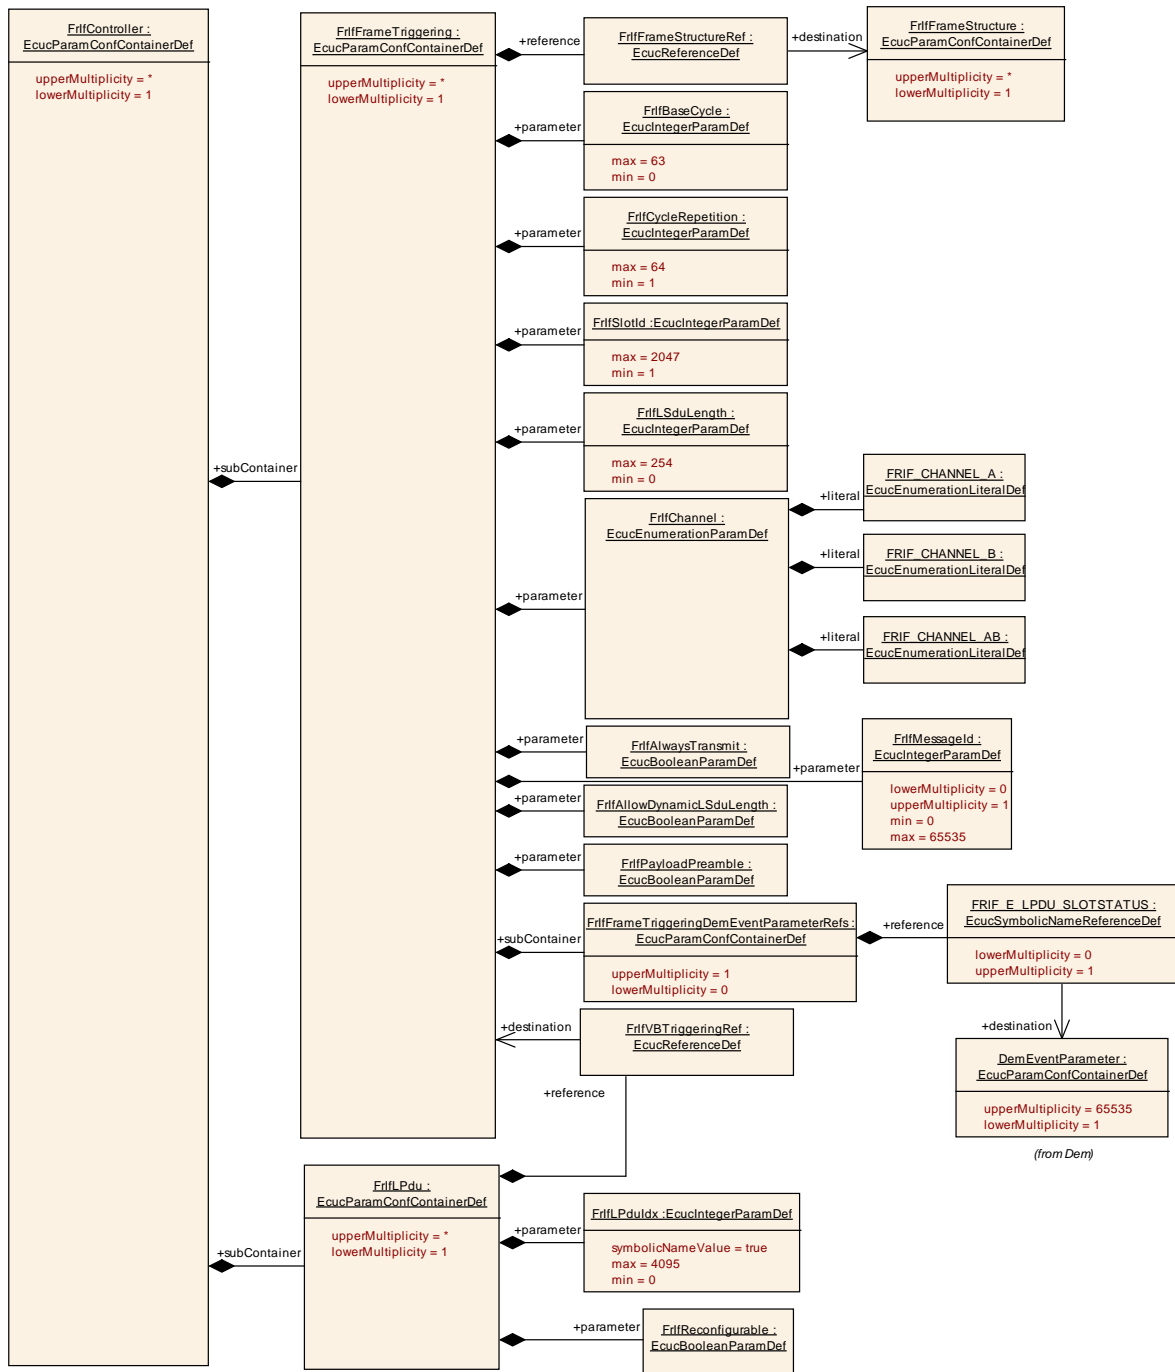 FrIfController :
EcucParamConfContainerDef
upperMultiplicity = *
lowerMultiplicity = 1
FrIfFrameTriggering :
EcucParamConfContainerDef
upperMultiplicity = *
lowerMultiplicity = 1
+reference
FrIfFrameStructureRef :
EcucReferenceDef
+destination
FrIfFrameStructure :
EcucParamConfContainerDef
upperMultiplicity = *
lowerMultiplicity = 1
+parameter
FrIfBaseCycle :
EcucIntegerParamDef
max = 63
min = 0
+parameter
FrIfCycleRepetition :
EcucIntegerParamDef
max = 64
min = 1
+parameter
FrIfSlotId :EcucIntegerParamDef
max = 2047
min = 1
+parameter
FrIfLSduLength :
EcucIntegerParamDef
max = 254
min = 0
+subContainer
+parameter
FrIfChannel :
EcucEnumerationParamDef
+literal
FRIF_CHANNEL_A :
EcucEnumerationLiteralDef
+literal
FRIF_CHANNEL_B :
EcucEnumerationLiteralDef
+literal
FRIF_CHANNEL_AB :
EcucEnumerationLiteralDef
+parameter
FrIfAlwaysTransmit :
EcucBooleanParamDef
+parameter
FrIfMessageId :
EcucIntegerParamDef
lowerMultiplicity = 0
upperMultiplicity = 1
min = 0
max = 65535
+parameter
FrIfAllowDynamicLSduLength :
EcucBooleanParamDef
+parameter
FrIfPayloadPreamble :
EcucBooleanParamDef
+subContainer
FrIfFrameTriggeringDemEventParameterRefs :
EcucParamConfContainerDef
upperMultiplicity = 1
lowerMultiplicity = 0
+reference
FRIF_E_LPDU_SLOTSTATUS :
EcucSymbolicNameReferenceDef
lowerMultiplicity = 0
upperMultiplicity = 1
+destination
DemEventParameter :
EcucParamConfContainerDef
upperMultiplicity = 65535
lowerMultiplicity = 1
(from Dem)
+destination
FrIfVBTriggeringRef :
EcucReferenceDef
+reference
+subContainer
FrIfLPdu :
EcucParamConfContainerDef
upperMultiplicity = *
lowerMultiplicity = 1
+parameter
FrIfLPduIdx :EcucIntegerParamDef
symbolicNameValue = true
max = 4095
min = 0
+parameter
FrIfReconfigurable :
EcucBooleanParamDef